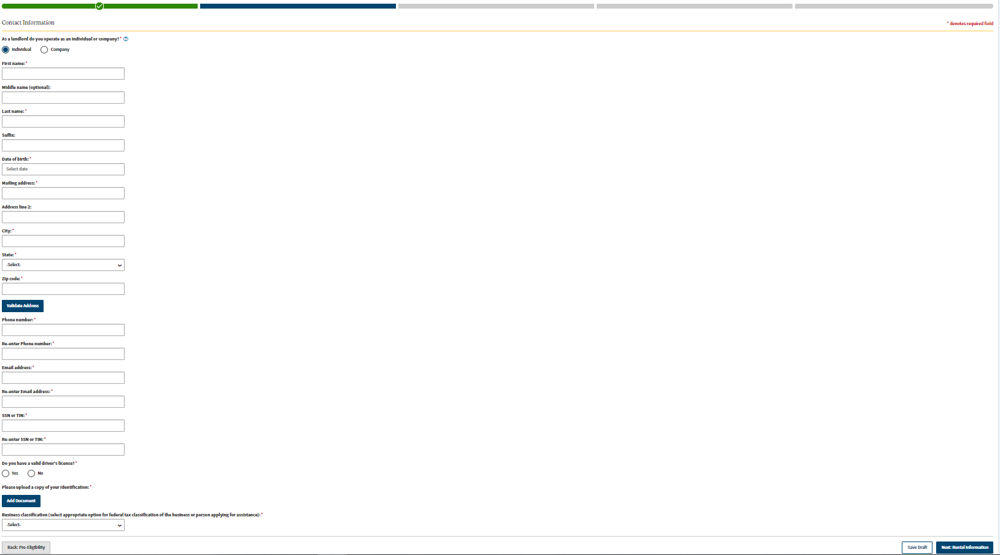 Contact Information
* denotes required field
As a landlord do you operate as an individual or company? *
Individual Company
First name: *
Middle name (optional):
Last name: *
Suffix:
Date of birth: *
Select date
Mailing address: *
Address line 2:
City: *
State: *
-Select-
Zip code: *
Validate Address
Phone number: *
Re-enter Phone number: *
Email address: *
Re-enter Email address: *
SSN or TIN: *
Re-enter SSN or TIN: *
Do you have a valid driver's license? *
Yes No
Please upload a copy of your identification: *
Add Document
Business classification (select appropriate option for federal tax classification of the business or person applying for assistance): *
-Select-
Back: Pre-Eligibility
Save Draft
Next: Rental Information